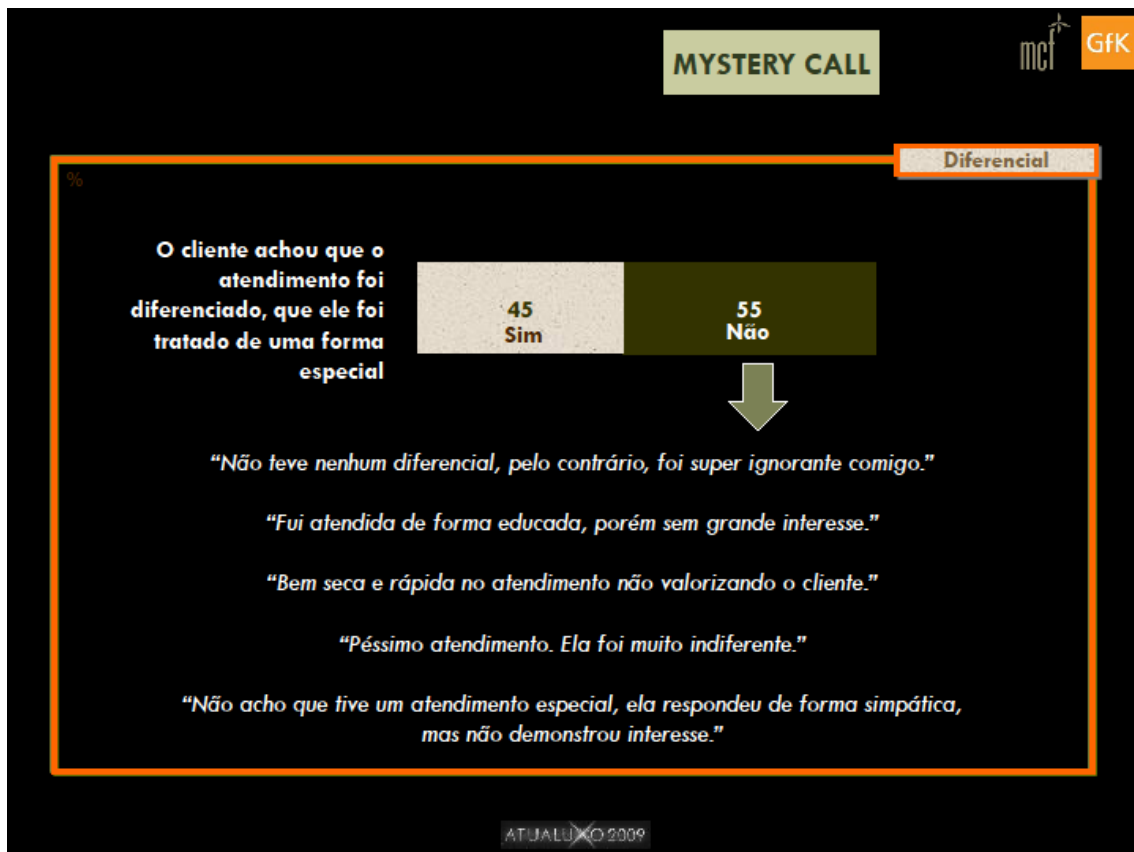 mcf
GfK
MYSTERY CALL
Diferencial
%
O cliente achou que o
atendimento foi
diferenciado, que ele foi
tratado de uma forma
especial
45
Sim
55
Não
“Não teve nenhum diferencial, pelo contrário, foi super ignorante comigo.”
“Fui atendida de forma educada, porém sem grande interesse.”
“Bem seca e rápida no atendimento não valorizando o cliente.”
“Péssimo atendimento. Ela foi muito indiferente.”
“Não acho que tive um atendimento especial, ela respondeu de forma simpática,
mas não demonstrou interesse.”
ATUALUXO 2009